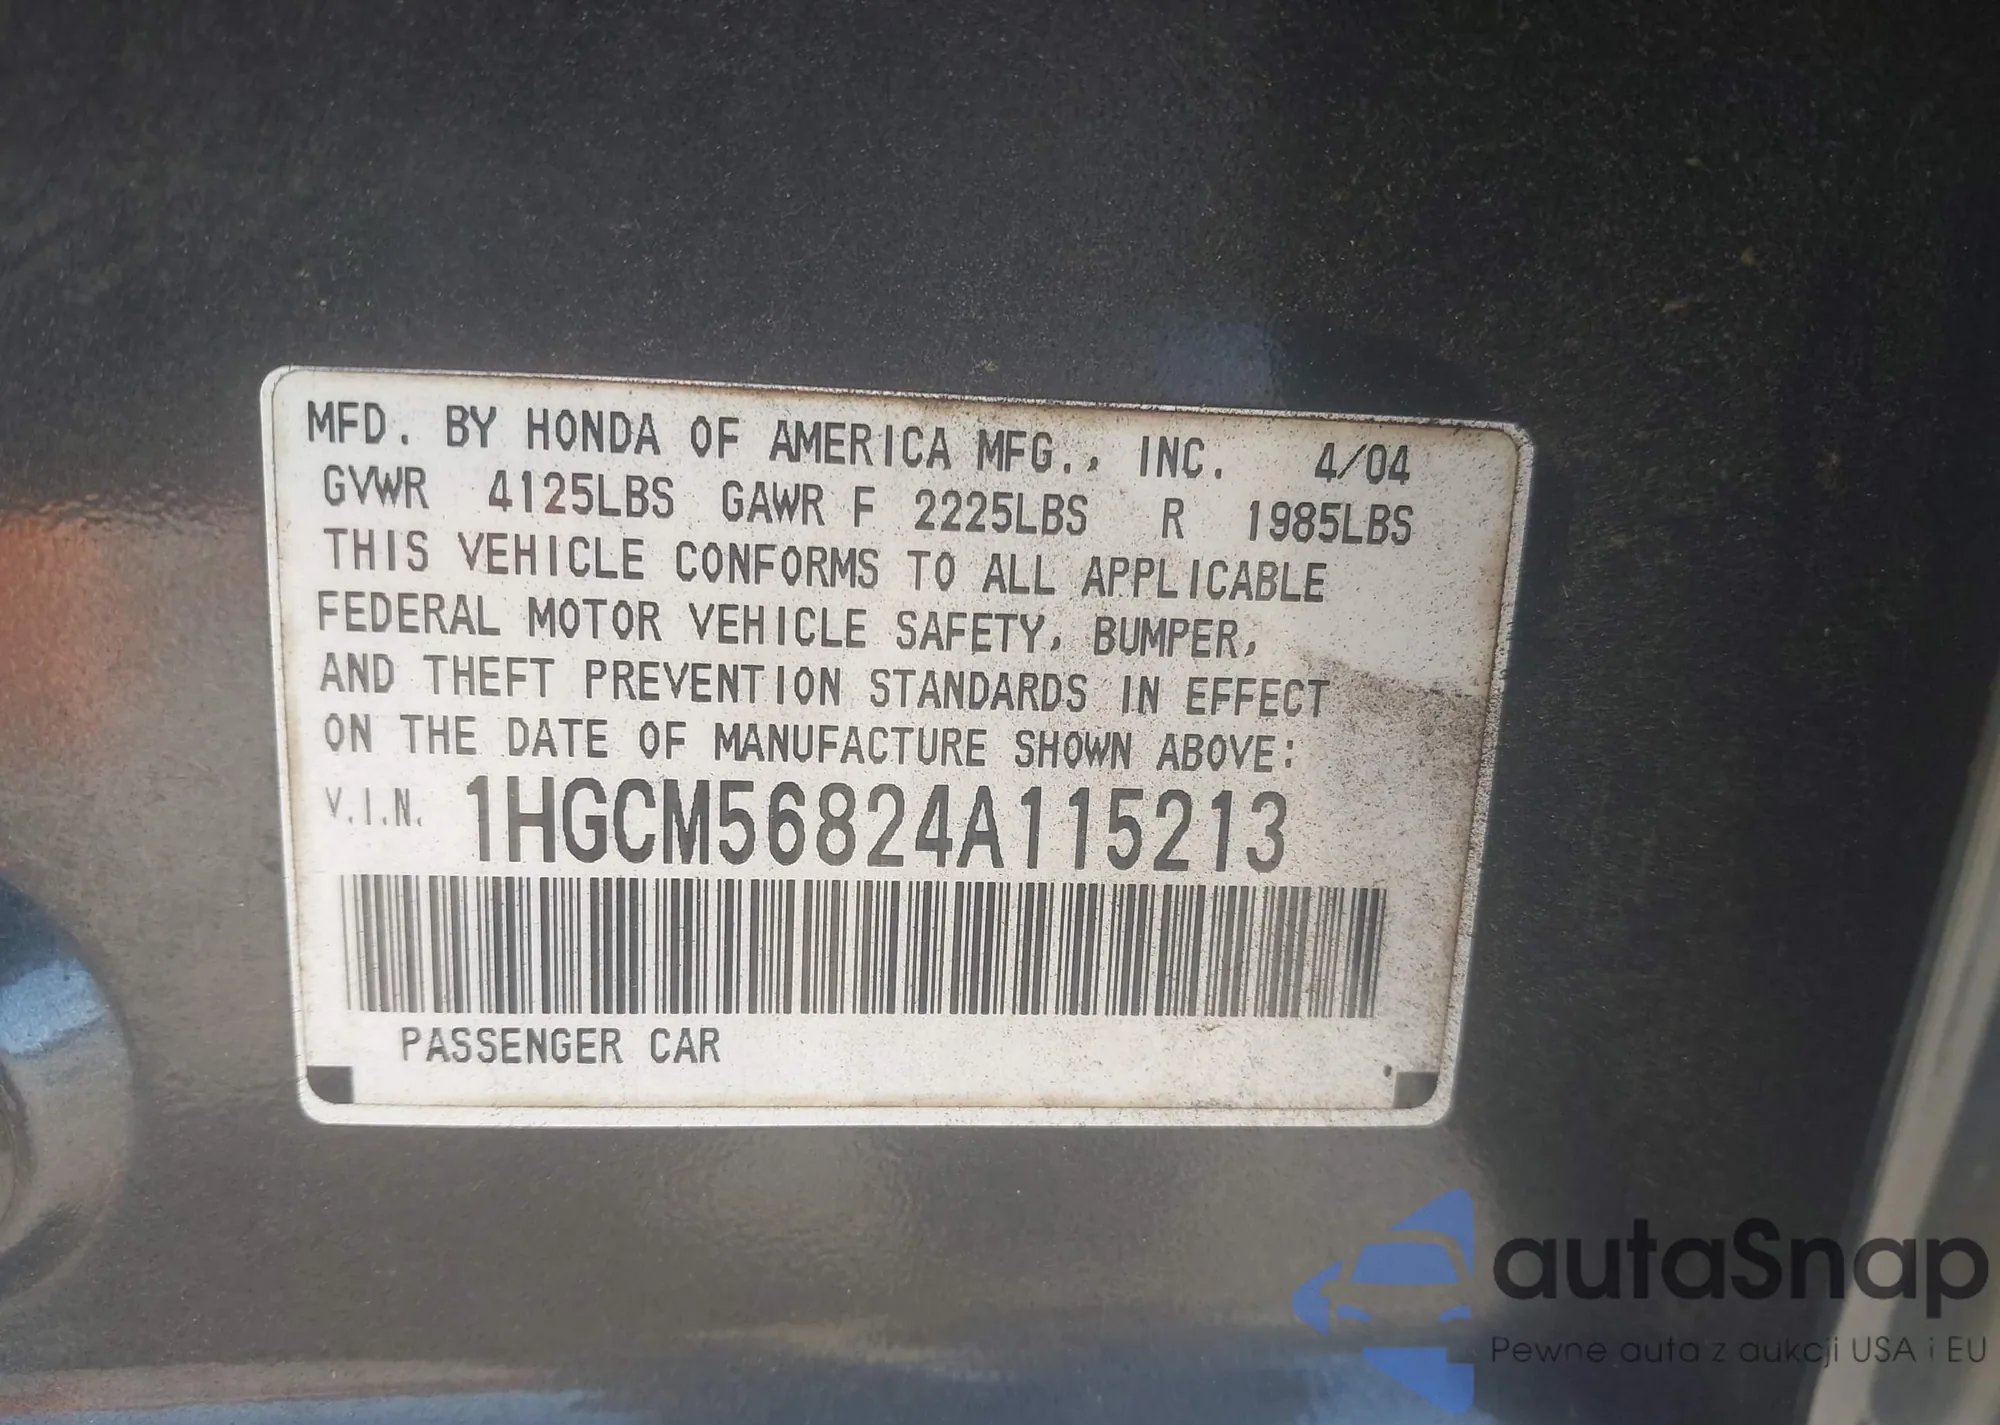 MFD. BY HONDA OF AMERICA MFG., INC. 4/04
GVWR 4125LBS GAWR F 2225LBS R 1985LBS
THIS VEHICLE CONFORMS TO ALL APPLICABLE
FEDERAL MOTOR VEHICLE SAFETY, BUMPER,
AND THEFT PREVENTION STANDARDS IN EFFECT
ON THE DATE OF MANUFACTURE SHOWN ABOVE:
V.I.N. 1HGCM56824A115213
PASSENGER CAR
autaSnap
Pewne auta z aukcji USA i EU